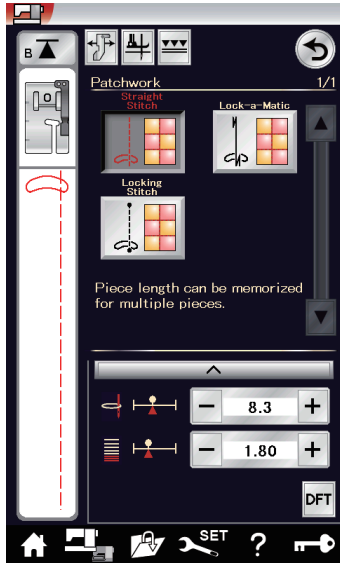 B
Patchwork 1/1
Straight
Stitch
Lock-a-Matic
Locking
Stitch
Piece length can be memorized
for multiple pieces.
− 8.3 +
− 1.80 +
DFT
SET
?